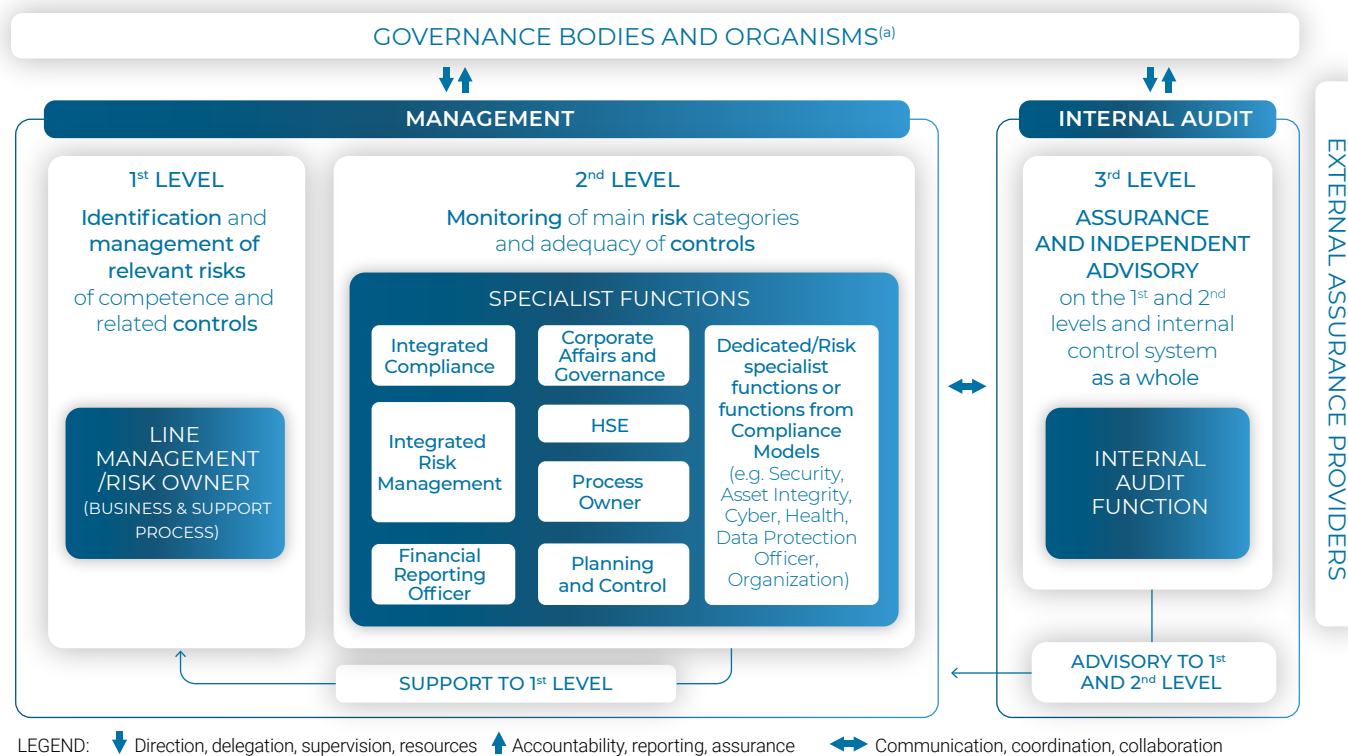 GOVERNANCE BODIES AND ORGANISMS(a)
MANAGEMENT
1st LEVEL
Identification and
management of
relevant risks
of competence and
related controls
LINE
MANAGEMENT
/RISK OWNER
(BUSINESS & SUPPORT
PROCESS)
2nd LEVEL
Monitoring of main risk categories
and adequacy of controls
SPECIALIST FUNCTIONS
Integrated
Compliance
Integrated
Risk
Management
Financial
Reporting
Officer
Corporate
Affairs and
Governance
HSE
Process
Owner
Planning
and Control
Dedicated/Risk
specialist
functions or
functions from
Compliance
Models
(e.g. Security,
Asset Integrity,
Cyber, Health,
Data Protection
Officer,
Organization)
SUPPORT TO 1st LEVEL
INTERNAL AUDIT
3rd LEVEL
ASSURANCE
AND INDEPENDENT
ADVISORY
on the 1st and 2nd
levels and internal
control system
as a whole
INTERNAL
AUDIT
FUNCTION
ADVISORY TO 1st
AND 2nd LEVEL
EXTERNAL ASSURANCE PROVIDERS
LEGEND: Direction, delegation, supervision, resources Accountability, reporting, assurance Communication, coordination, collaboration